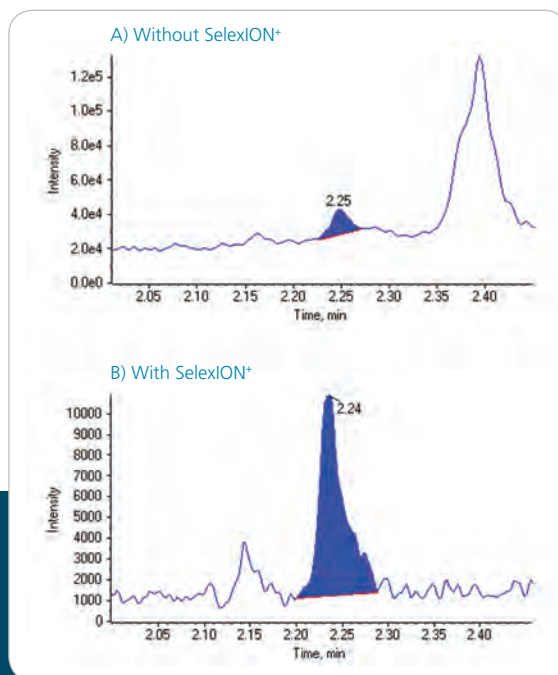 A) Without SelexION+
1.2e5
1.0e5
8.0e4
6.0e4
4.0e4
2.0e4
0.0e0
Intensity
2.25
2.05 2.10 2.15 2.20 2.25 2.30 2.35 2.40
Time, min
B) With SelexION+
10000
9000
8000
7000
6000
5000
4000
3000
2000
1000
0
Intensity
2.24
2.05 2.10 2.15 2.20 2.25 2.30 2.35 2.40
Time, min